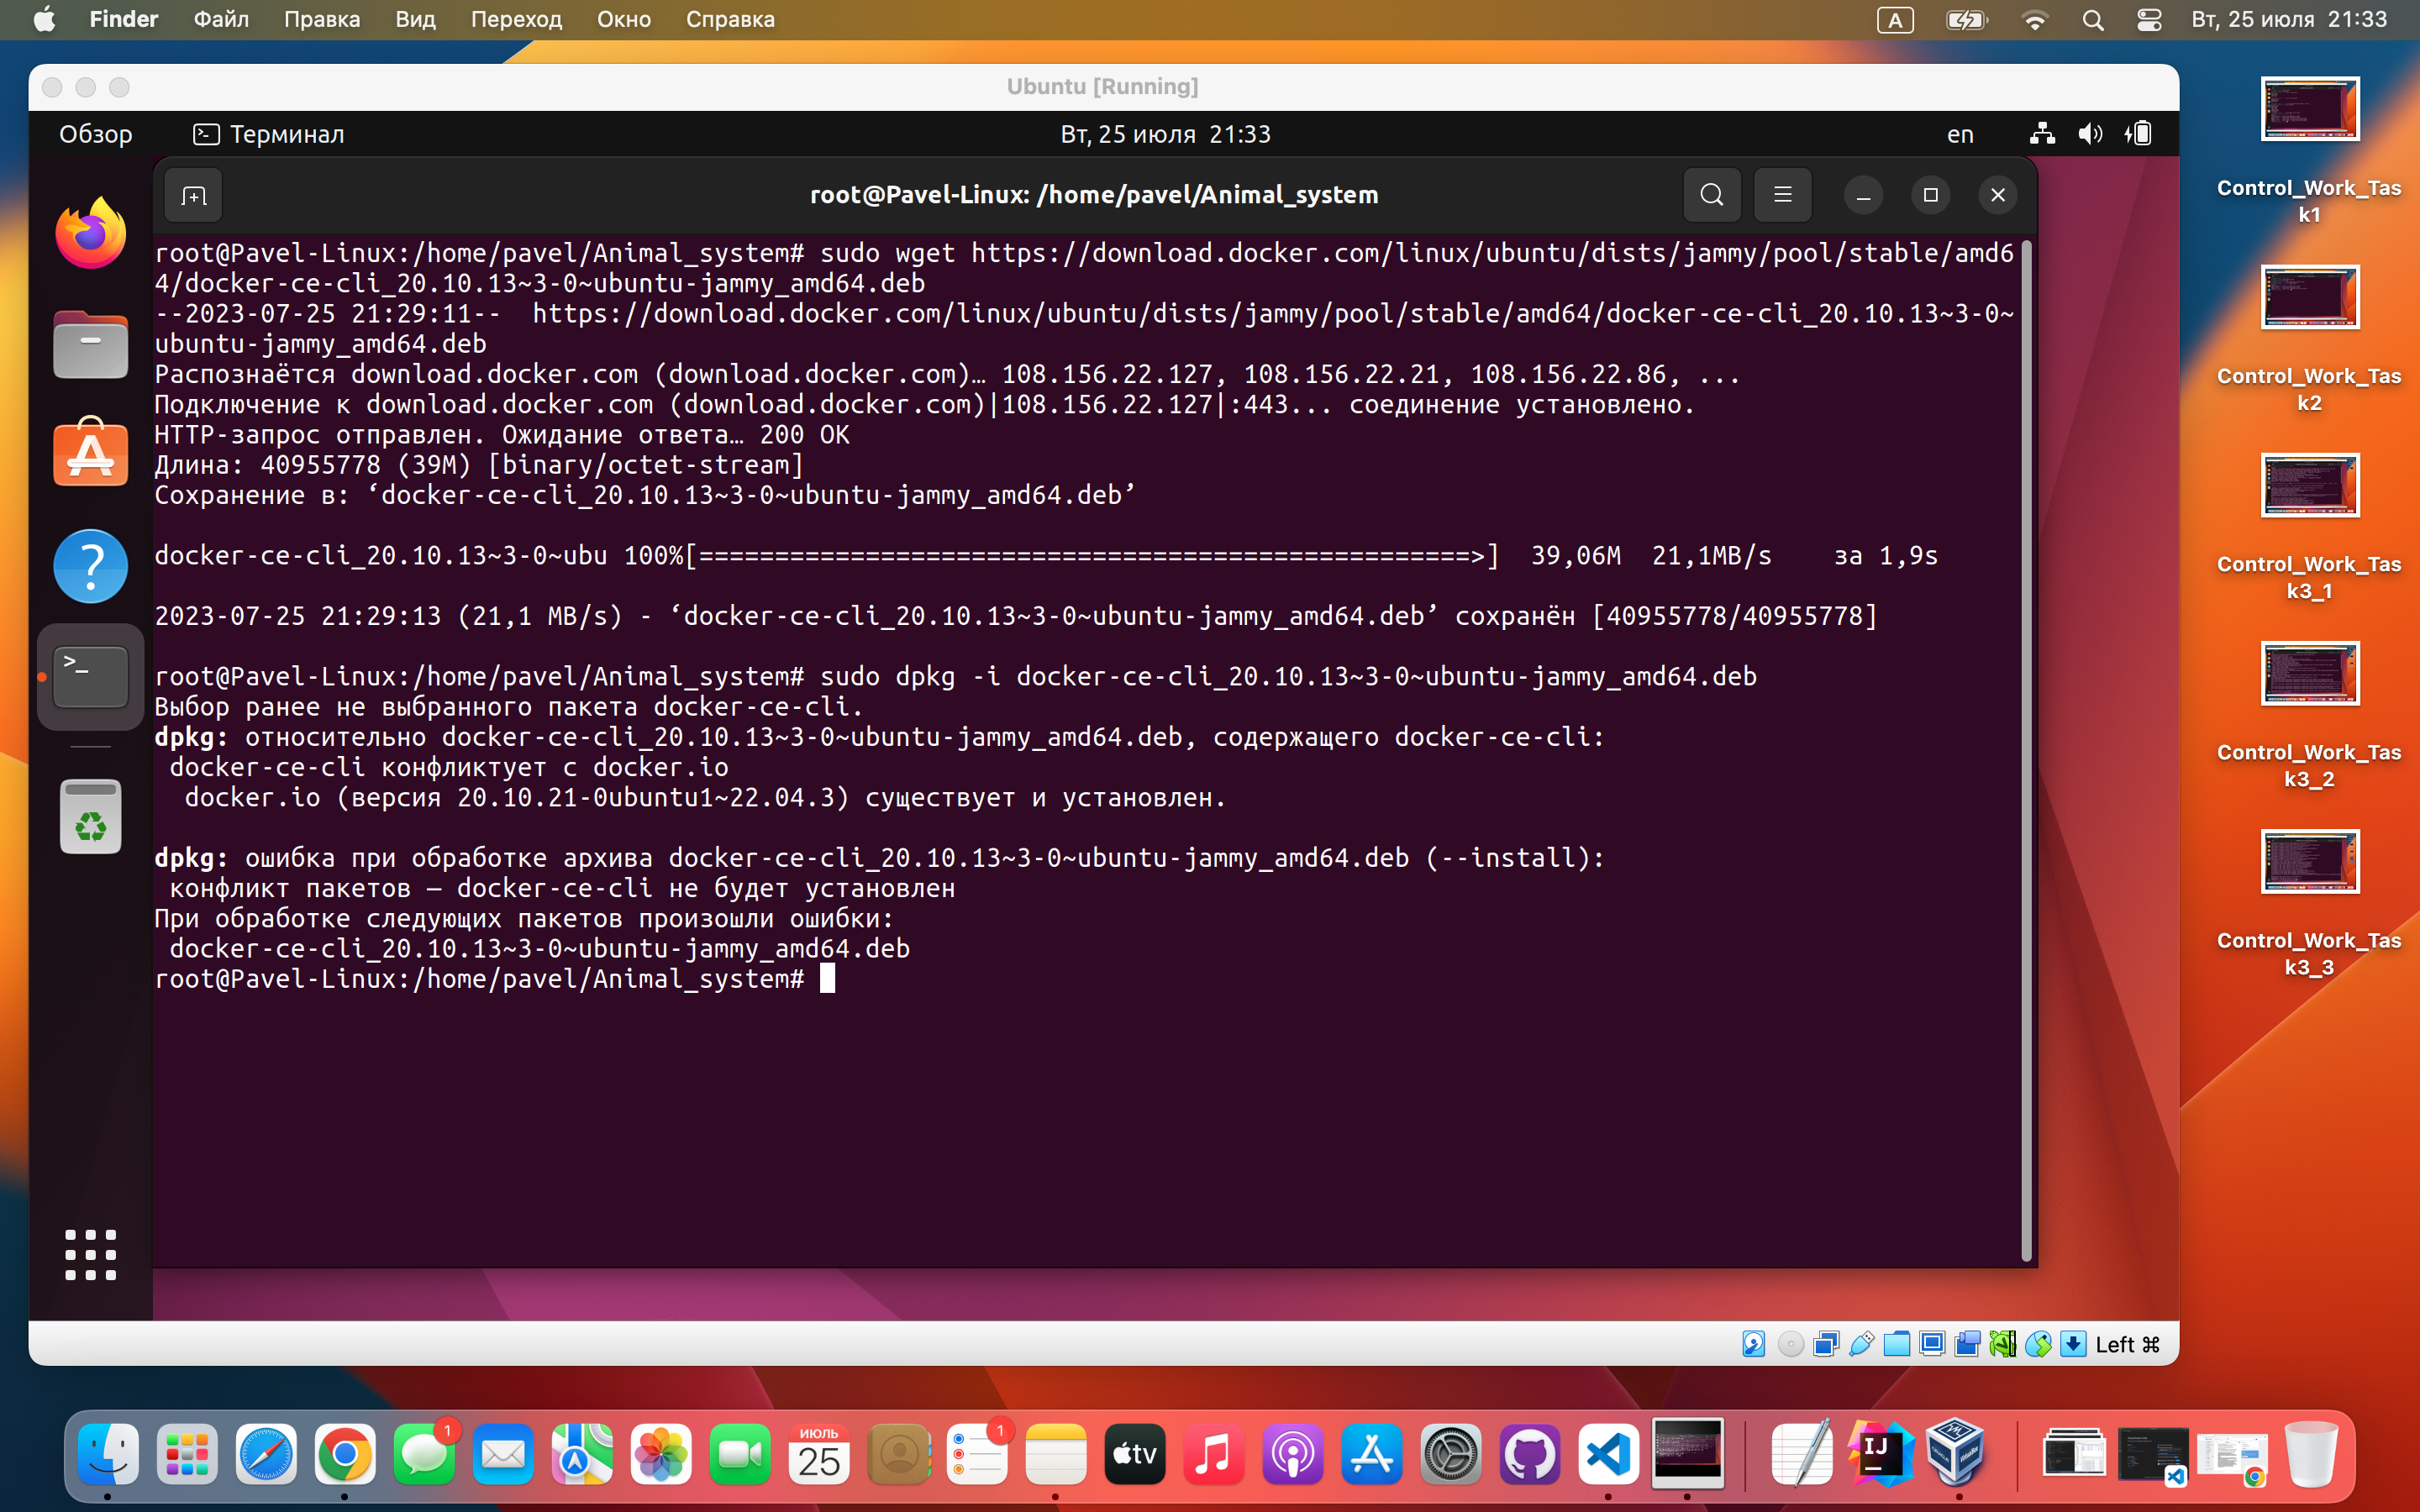 Finder Файл Правка Вид Переход Окно Справка A Вт, 25 июля 21:33
Ubuntu [Running]
Обзор Терминал Вт, 25 июля 21:33 en
root@Pavel-Linux: /home/pavel/Animal_system
root@Pavel-Linux:/home/pavel/Animal_system# sudo wget https://download.docker.com/linux/ubuntu/dists/jammy/pool/stable/amd6
4/docker-ce-cli_20.10.13~3-0~ubuntu-jammy_amd64.deb
--2023-07-25 21:29:11-- https://download.docker.com/linux/ubuntu/dists/jammy/pool/stable/amd64/docker-ce-cli_20.10.13~3-0~
ubuntu-jammy_amd64.deb
Распознаётся download.docker.com (download.docker.com)… 108.156.22.127, 108.156.22.21, 108.156.22.86, ...
Подключение к download.docker.com (download.docker.com)|108.156.22.127|:443... соединение установлено.
HTTP-запрос отправлен. Ожидание ответа… 200 OK
Длина: 40955778 (39M) [binary/octet-stream]
Сохранение в: ‘docker-ce-cli_20.10.13~3-0~ubuntu-jammy_amd64.deb’
docker-ce-cli_20.10.13~3-0~ubu 100%[===================================================>] 39,06M 21,1MB/s за 1,9s
2023-07-25 21:29:13 (21,1 MB/s) - ‘docker-ce-cli_20.10.13~3-0~ubuntu-jammy_amd64.deb’ сохранён [40955778/40955778]
root@Pavel-Linux:/home/pavel/Animal_system# sudo dpkg -i docker-ce-cli_20.10.13~3-0~ubuntu-jammy_amd64.deb
Выбор ранее не выбранного пакета docker-ce-cli.
dpkg: относительно docker-ce-cli_20.10.13~3-0~ubuntu-jammy_amd64.deb, содержащего docker-ce-cli:
docker-ce-cli конфликтует с docker.io
docker.io (версия 20.10.21-0ubuntu1~22.04.3) существует и установлен.
dpkg: ошибка при обработке архива docker-ce-cli_20.10.13~3-0~ubuntu-jammy_amd64.deb (--install):
конфликт пакетов — docker-ce-cli не будет установлен
При обработке следующих пакетов произошли ошибки:
docker-ce-cli_20.10.13~3-0~ubuntu-jammy_amd64.deb
root@Pavel-Linux:/home/pavel/Animal_system#
Control_Work_Tas
k1
Control_Work_Tas
k2
Control_Work_Tas
k3_1
Control_Work_Tas
k3_2
Control_Work_Tas
k3_3
Left ⌘
1
ИЮЛЬ
25
1
tv
IJ